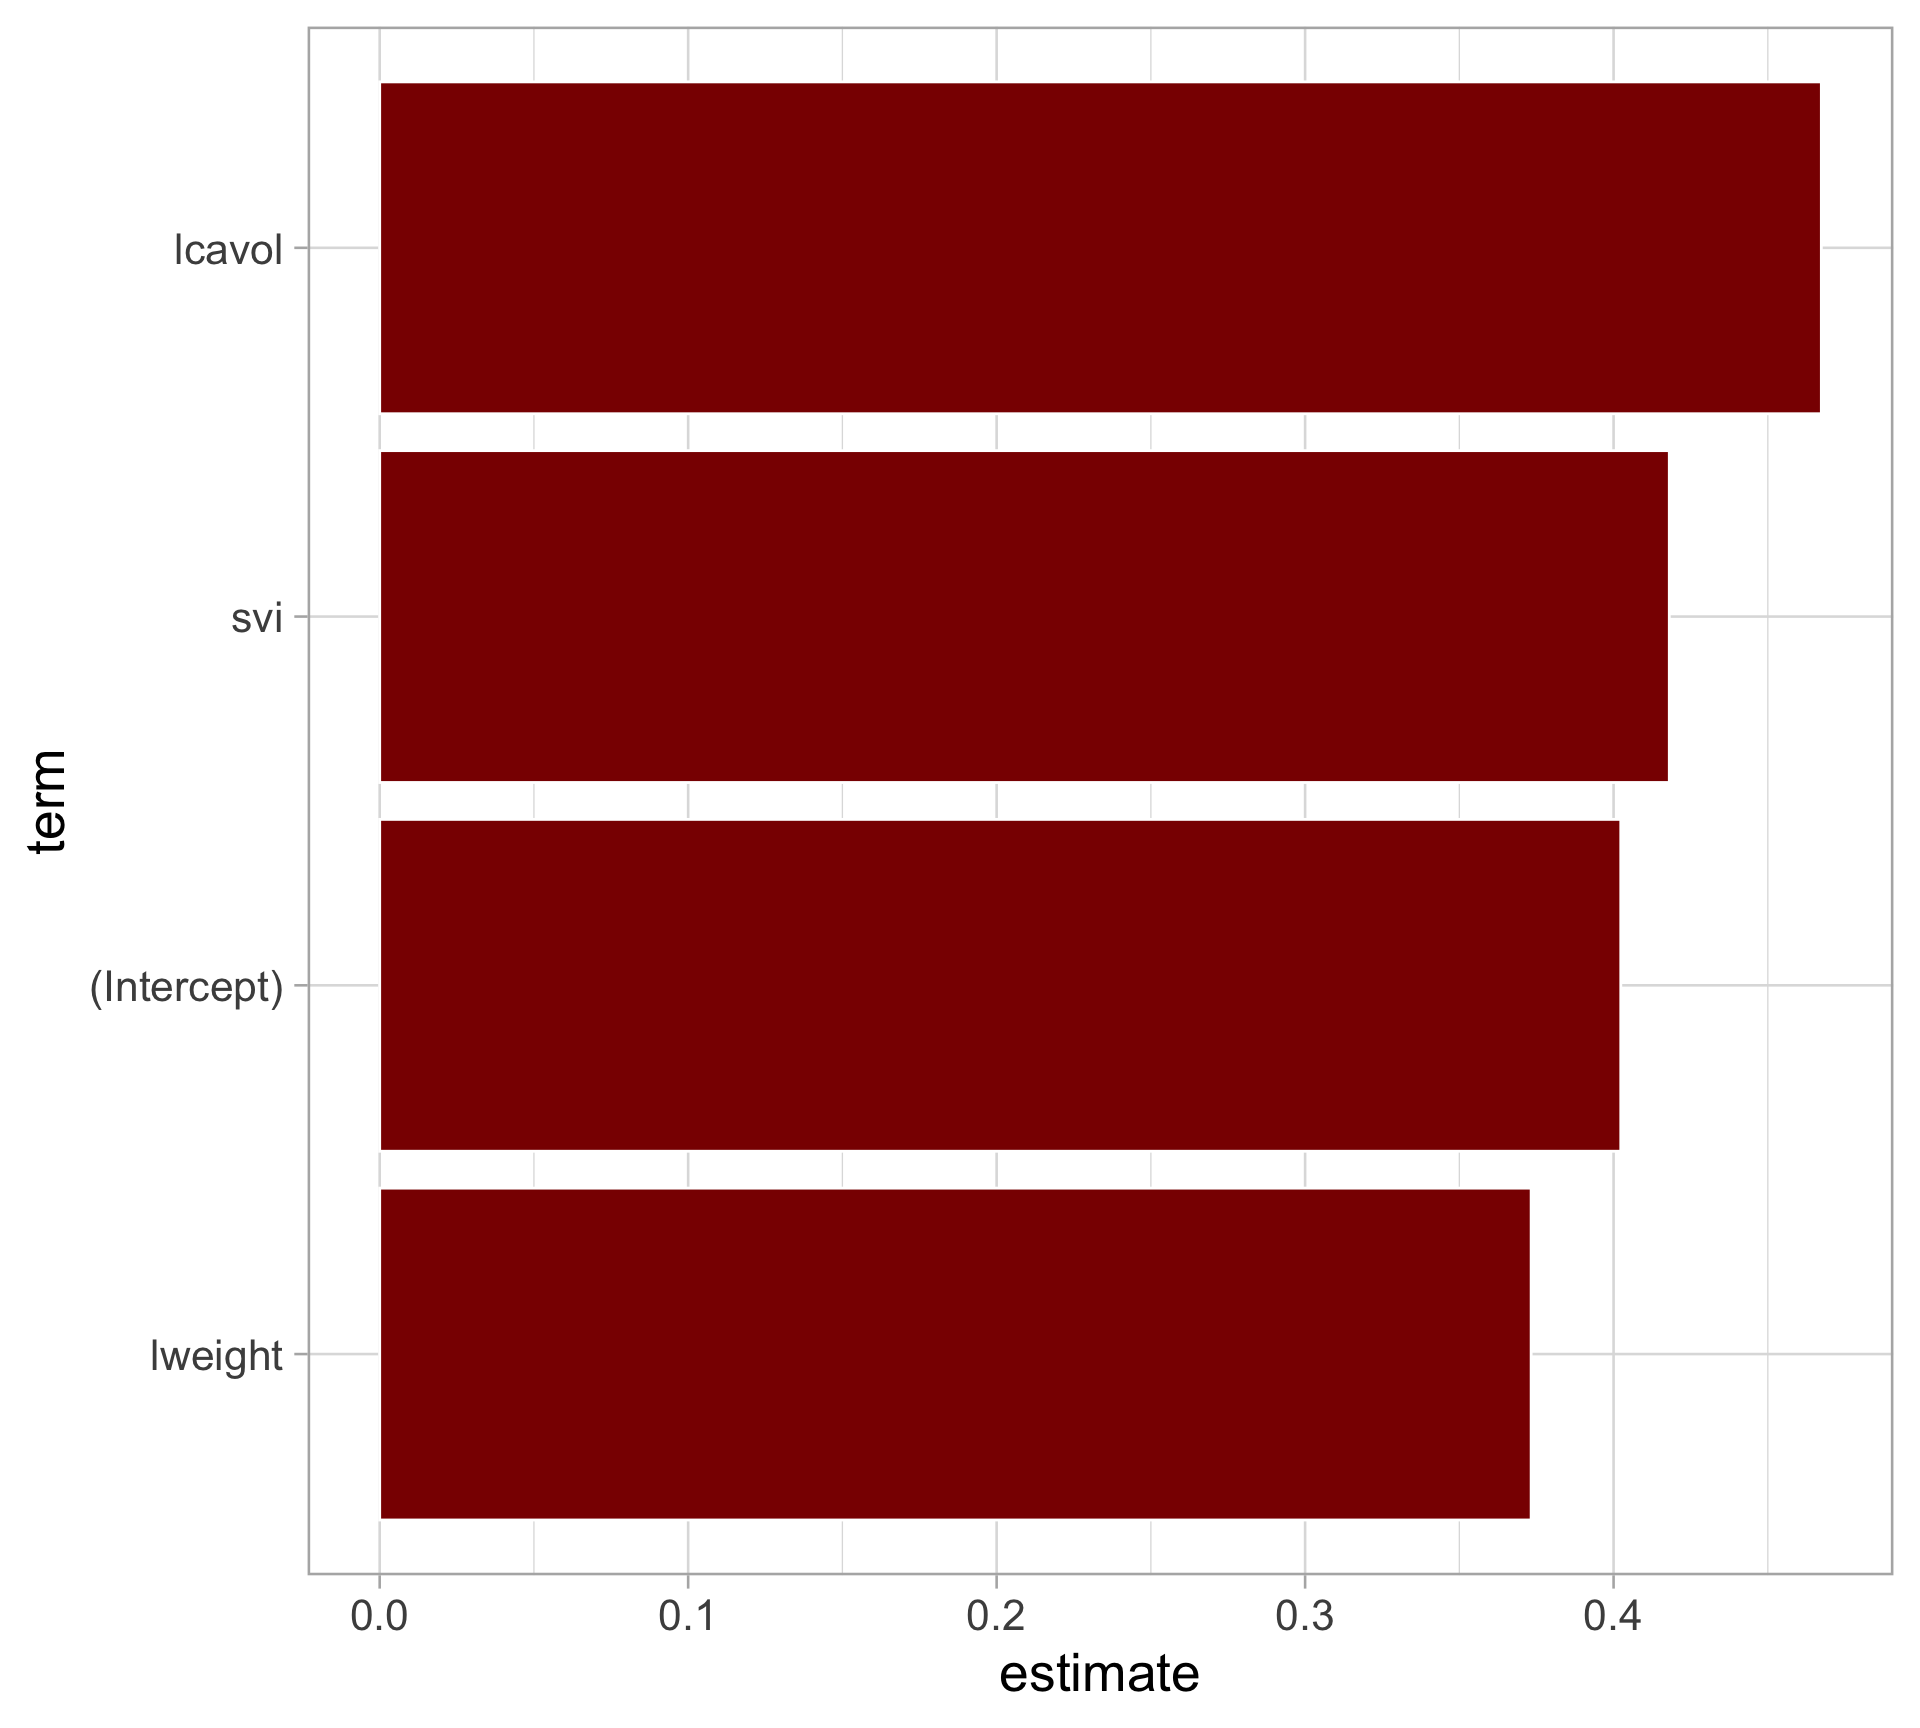 term
lcavol
svi
(Intercept)
lweight
0.0 0.1 0.2 0.3 0.4
estimate